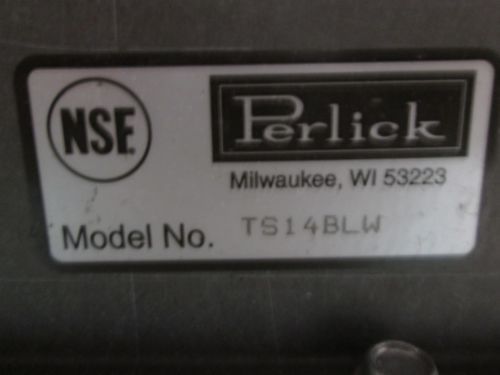 NSF.
Perlick
Milwaukee, WI 53223
Model No. TS14BLW